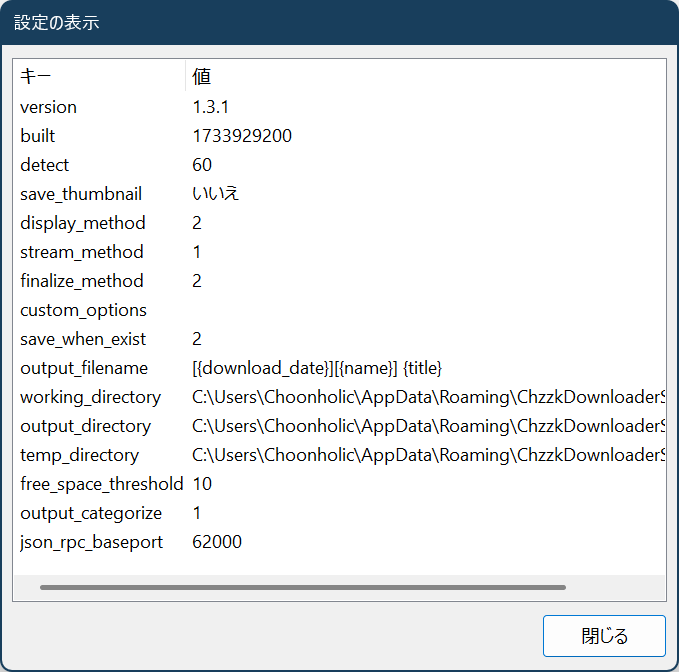 設定の表示
キー 値
version 1.3.1
built 1733929200
detect 60
save_thumbnail いいえ
display_method 2
stream_method 1
finalize_method 2
custom_options
save_when_exist 2
output_filename [{download_date}][{name}] {title}
working_directory C:\Users\Choonholic\AppData\Roaming\ChzzkDownloaderS
output_directory C:\Users\Choonholic\AppData\Roaming\ChzzkDownloaderS
temp_directory C:\Users\Choonholic\AppData\Roaming\ChzzkDownloaderS
free_space_threshold 10
output_categorize 1
json_rpc_baseport 62000
閉じる